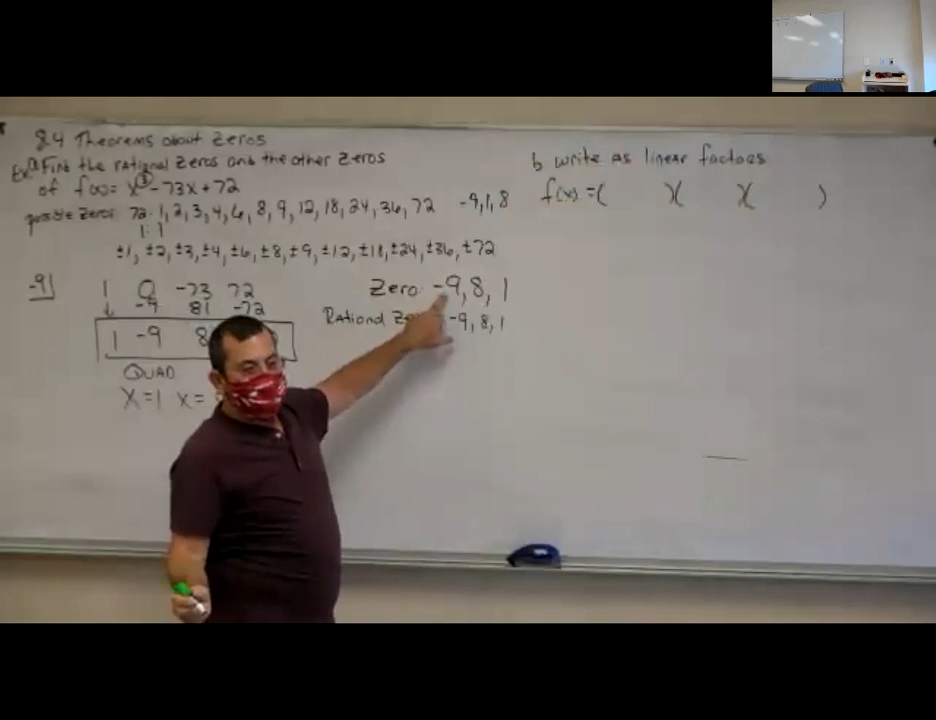 8.4 Theorems about Zeros
Ex. a Find the rational zeros and the other zeros
of f(x) = x³ - 73x + 72
possible Zeros: 72: 1, 2, 3, 4, 6, 8, 9, 12, 18, 24, 36, 72
1: 1
-9, 1, 8
±1, ±2, ±3, ±4, ±6, ±8, ±9, ±12, ±18, ±24, ±36, ±72
-9| 1 0 -73 72
↓ -9 81 -72
1 -9 8
QUAD
X=1 X=
Zero: -9, 8, 1
Rational -9, 8, 1
b write as linear factors
f(x) = ( )( )( )